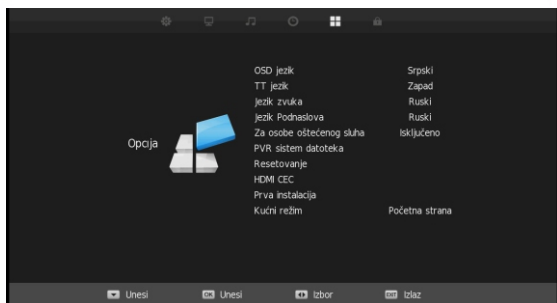 OSD jezik Srpski
TT jezik Zapad
Jezik zvuka Ruski
Jezik Podnaslova Ruski
Za osobe oštećenog sluha Isključeno
Opcija
PVR sistem datoteka
Resetovanje
HDMI CEC
Prva instalacija
Kućni režim Početna strana
Unesi OK Unesi Izbor EXIT Izlaz